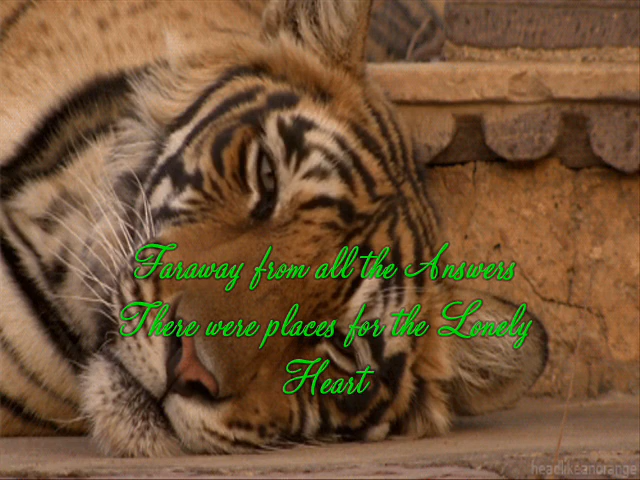 Faraway from all the Answers
There were places for the Lonely
Heart
headlikeanorange